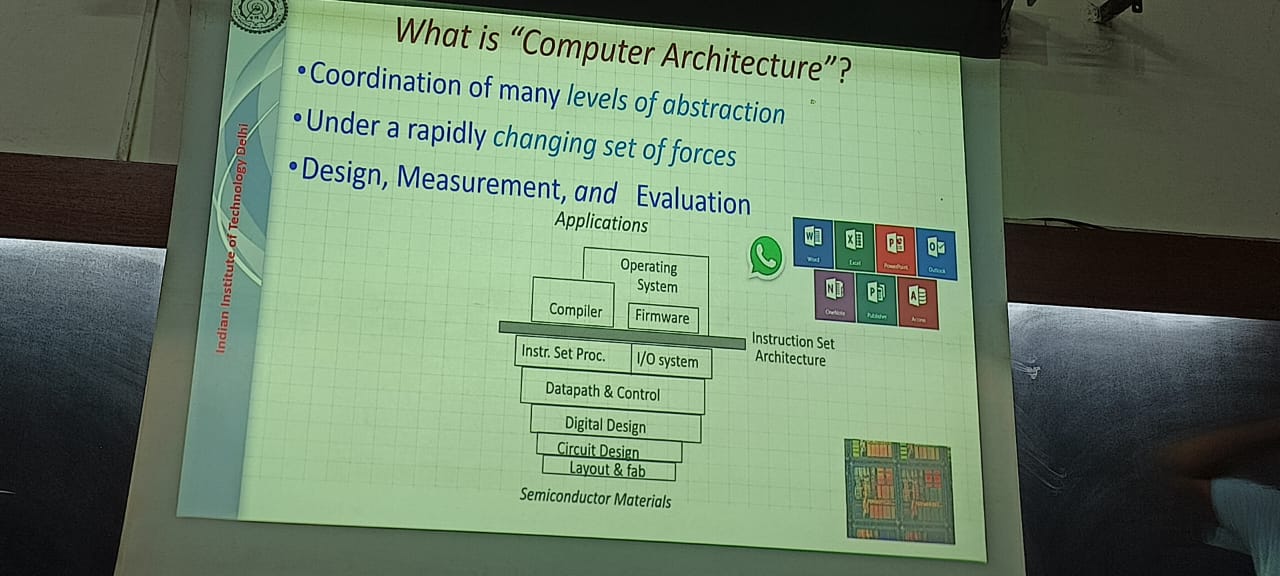 What is “Computer Architecture”?
•Coordination of many levels of abstraction
•Under a rapidly changing set of forces
•Design, Measurement, and Evaluation
Indian Institute of Technology Delhi
Applications
Operating
System
Compiler
Firmware
Instruction Set
Architecture
Instr. Set Proc.
I/O system
Datapath & Control
Digital Design
Circuit Design
Layout & fab
Semiconductor Materials
Word
Excel
PowerPoint
Outlook
OneNote
Publisher
Access